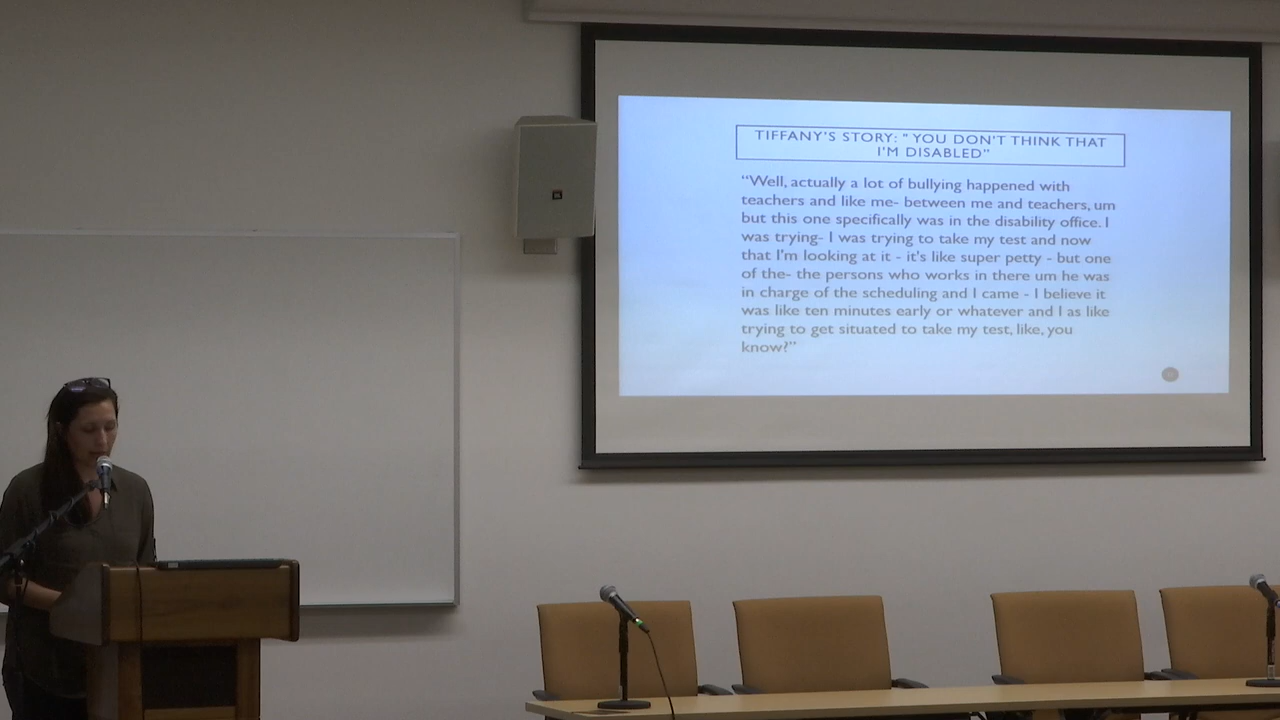 TIFFANY'S STORY: " YOU DON'T THINK THAT
I'M DISABLED"
"Well, actually a lot of bullying happened with
teachers and like me- between me and teachers, um
but this one specifically was in the disability office. I
was trying- I was trying to take my test and now
that I'm looking at it - it's like super petty - but one
of the- the persons who works in there um he was
in charge of the scheduling and I came - I believe it
was like ten minutes early or whatever and I as like
trying to get situated to take my test, like, you
know?"